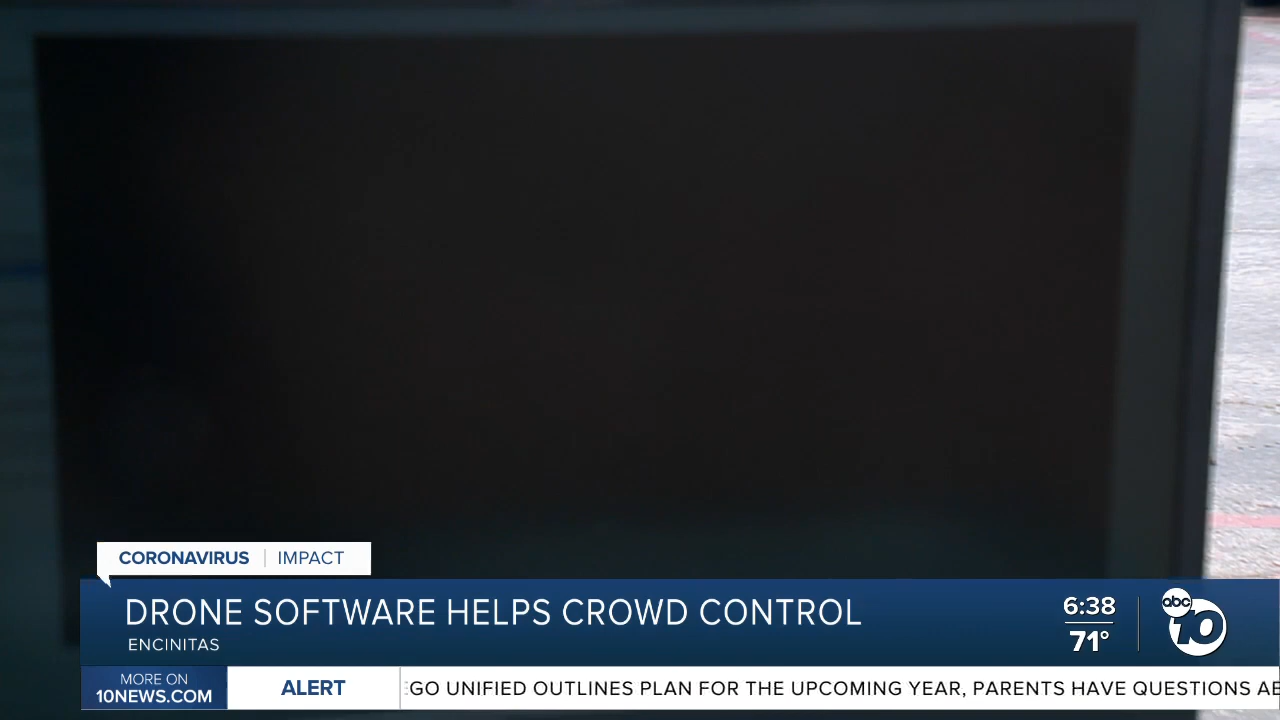 CORONAVIRUS | IMPACT
DRONE SOFTWARE HELPS CROWD CONTROL
ENCINITAS
6:38
71°
abc 10
MORE ON
10NEWS.COM
ALERT
GO UNIFIED OUTLINES PLAN FOR THE UPCOMING YEAR, PARENTS HAVE QUESTIONS